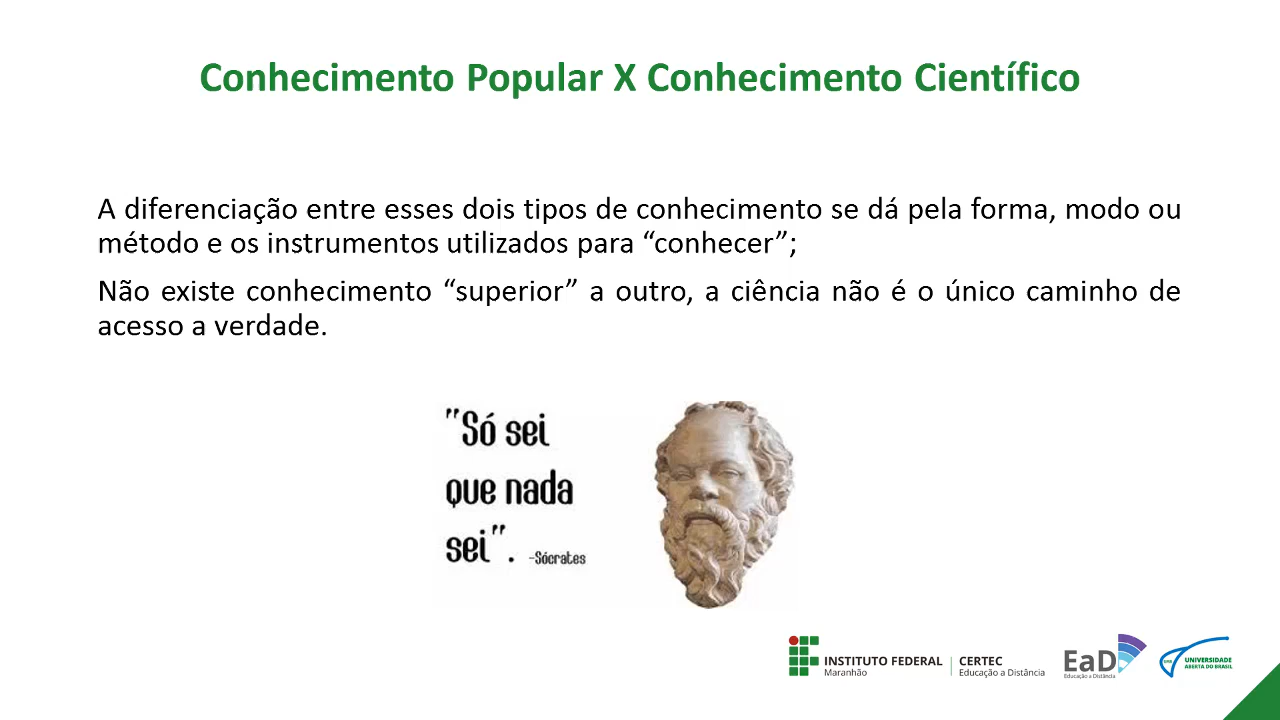 Conhecimento Popular X Conhecimento Científico
A diferenciação entre esses dois tipos de conhecimento se dá pela forma, modo ou
método e os instrumentos utilizados para “conhecer”;
Não existe conhecimento “superior” a outro, a ciência não é o único caminho de
acesso a verdade.
"Só sei
que nada
sei". -Sócrates
INSTITUTO FEDERAL
Maranhão
CERTEC
Educação a Distância
EaD
Educação a Distância
UAB
UNIVERSIDADE
ABERTA DO BRASIL